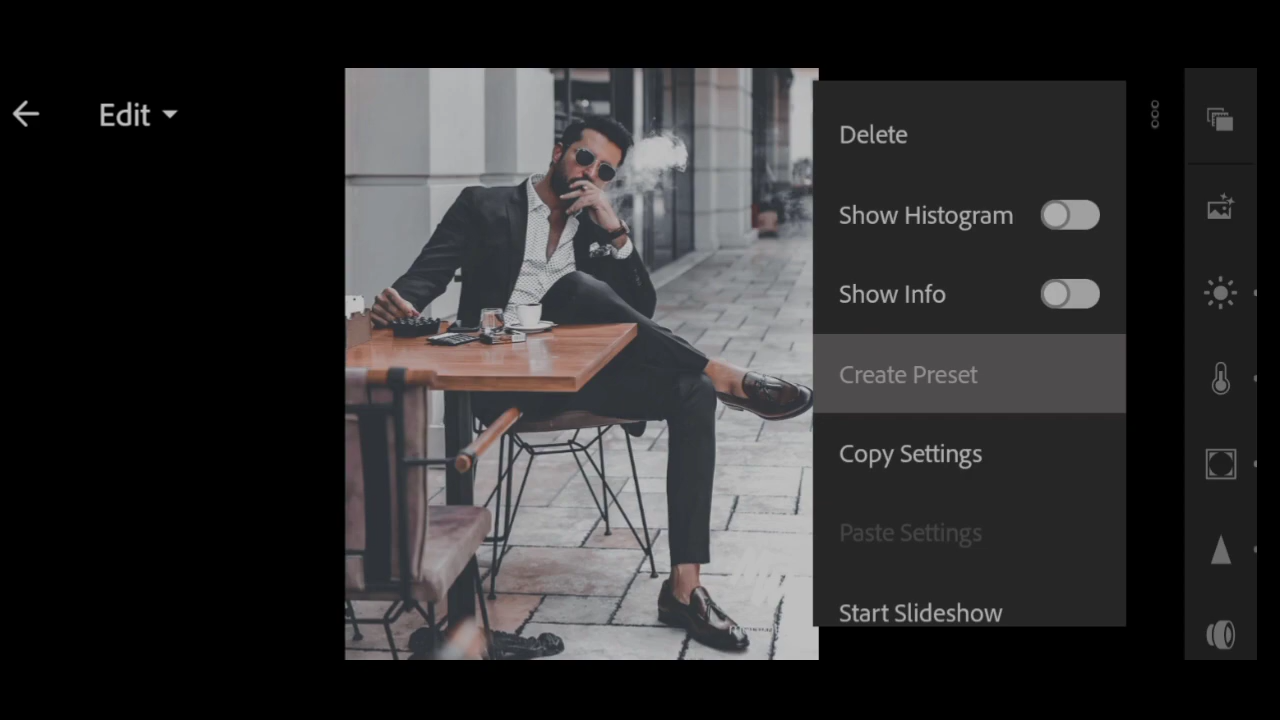 Edit
Delete
Show Histogram
Show Info
Create Preset
Copy Settings
Paste Settings
Start Slideshow